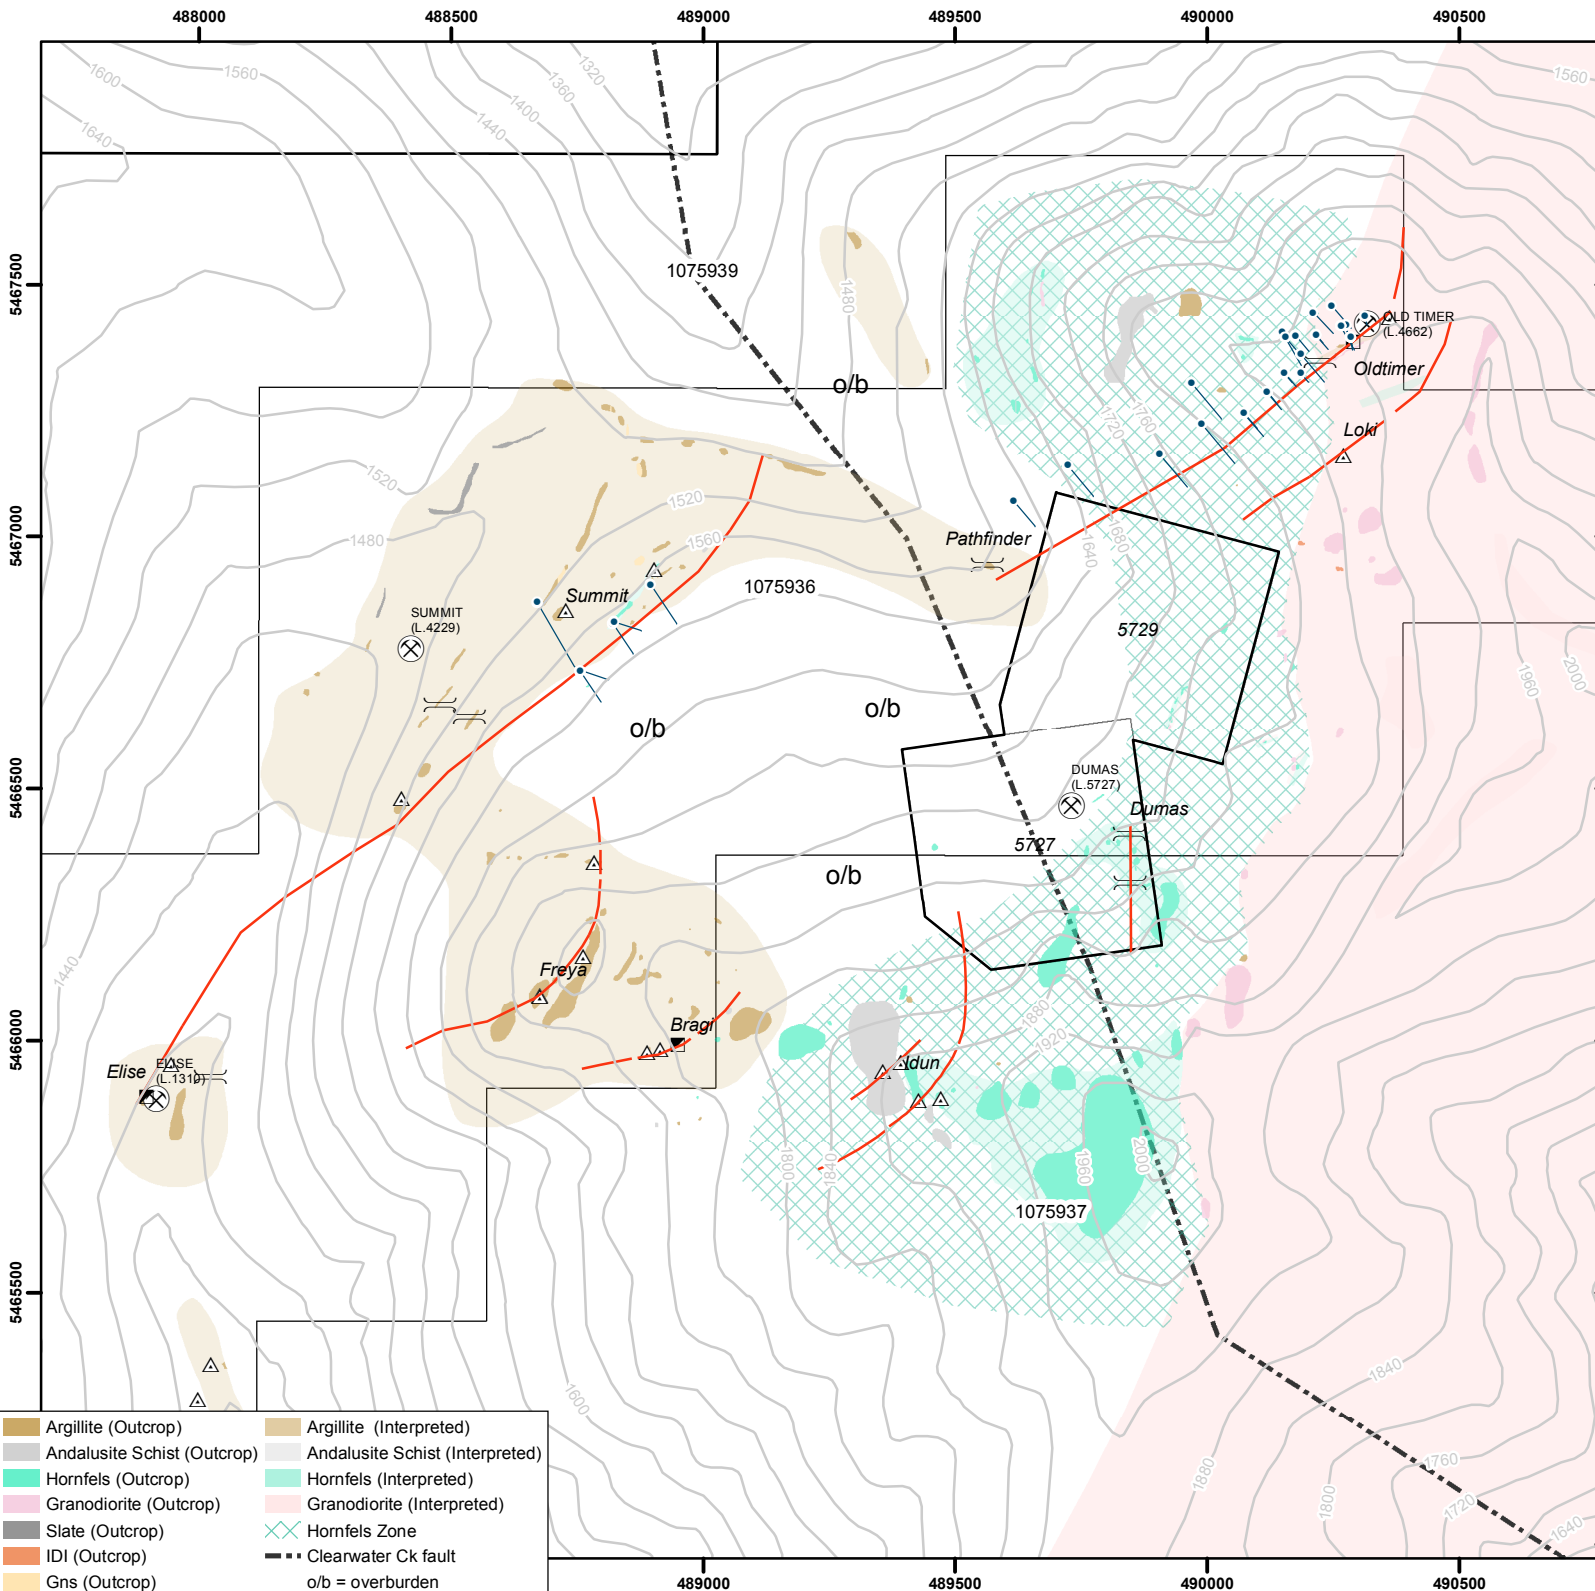 488000 488500 489000 489500 490000 490500
1600 1560 1320 1560
1360
1400
1440
1640
1075939
5467500
1480
OLD TIMER
(L.4662)
Oldtimer
o/b
1760
1720
Loki
1520
1520
5467000
1480
1560
Pathfinder
1680
1640
1075936
Summit
SUMMIT
(L.4229)
5729
2000
1960
o/b
o/b
5466500
DUMAS
(L.5727)
Dumas
5727
o/b
1440
Freya
1880
Bragi
1920
5466000
Elise
ELISE
(L.1319)
Idun
1800
1840
1960
2000
1075937
5465500
1600
1840
1880
1760
1800
1720
1640
Argillite (Outcrop) Argillite (Interpreted)
Andalusite Schist (Outcrop) Andalusite Schist (Interpreted)
Hornfels (Outcrop) Hornfels (Interpreted)
Granodiorite (Outcrop) Granodiorite (Interpreted)
Slate (Outcrop) Hornfels Zone
IDI (Outcrop) Clearwater Ck fault
Gns (Outcrop) o/b = overburden
489000 489500 490000 490500